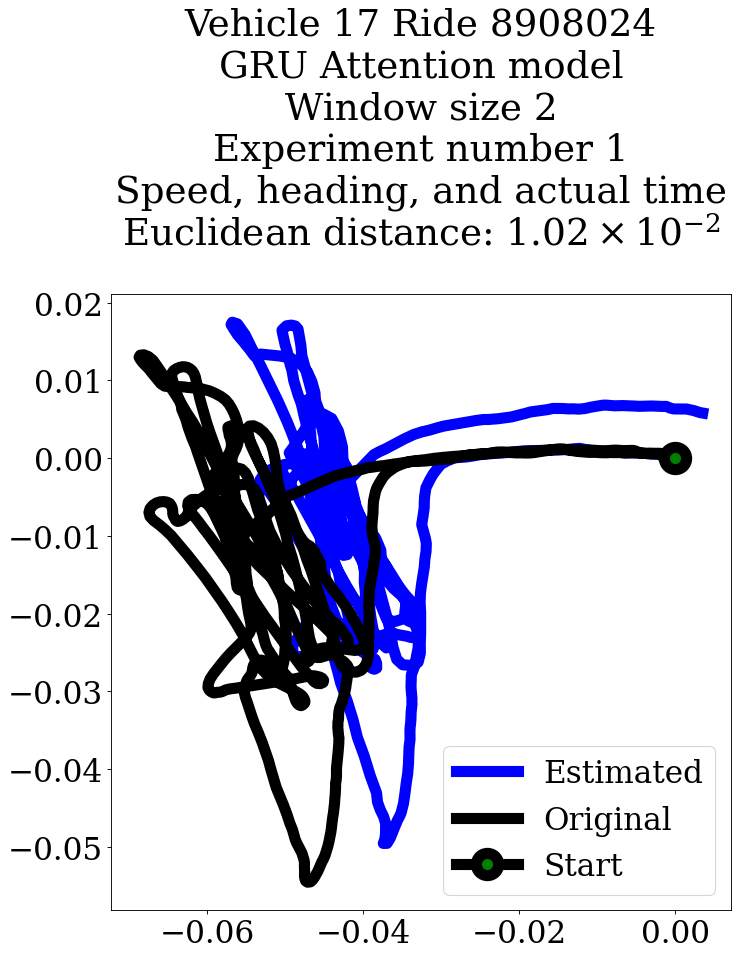 Vehicle 17 Ride 8908024
GRU Attention model
Window size 2
Experiment number 1
Speed, heading, and actual time
Euclidean distance: 1.02 × 10⁻²
0.02
0.01
0.00
−0.01
−0.02
−0.03
−0.04
−0.05
Estimated
Original
Start
−0.06
−0.04
−0.02
0.00